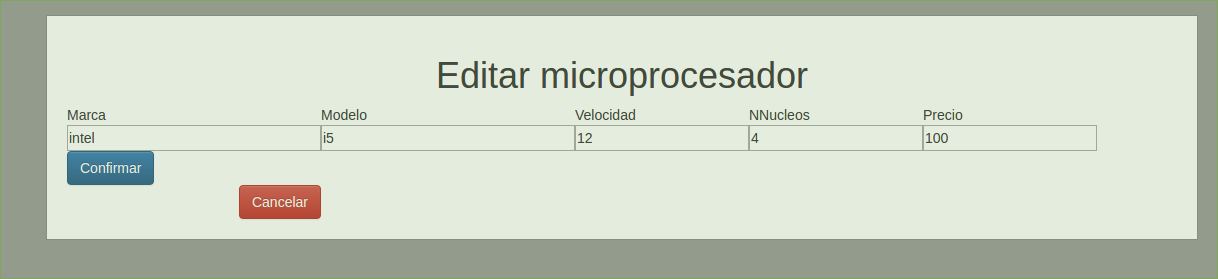 Editar microprocesador
Marca Modelo Velocidad NNucleos Precio
intel i5 12 4 100
Confirmar
Cancelar